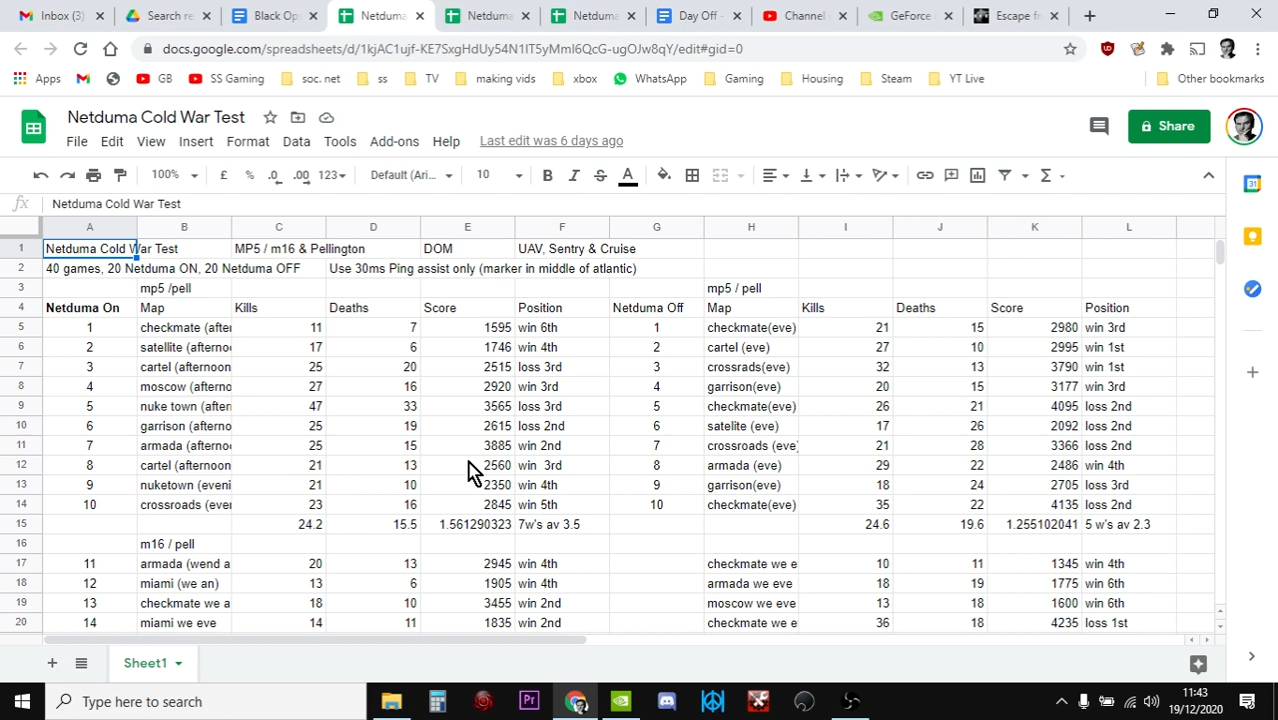 Inbox (3)
Search re
Black Op
Netduma
Netduma
Netduma
Day Off -
Channel
GeForce
Escape f
docs.google.com/spreadsheets/d/1kjAC1ujf-KE7SxgHdUy54N1IT5yMmI6QcG-ugOJw8qY/edit#gid=0
Apps GB SS Gaming soc. net ss TV making vids xbox WhatsApp Gaming Housing Steam YT Live Other bookmarks
Netduma Cold War Test
File Edit View Insert Format Data Tools Add-ons Help Last edit was 6 days ago
Share
100% £ % .0 .00 123 Default (Ari... 10 B I S A
fx Netduma Cold War Test
A B C D E F G H I J K L
1 Netduma Cold War Test MP5 / m16 & Pellington DOM UAV, Sentry & Cruise
2 40 games, 20 Netduma ON, 20 Netduma OFF Use 30ms Ping assist only (marker in middle of atlantic)
3 mp5 /pell mp5 / pell
4 Netduma On Map Kills Deaths Score Position Netduma Off Map Kills Deaths Score Position
5 1 checkmate (after 11 7 1595 win 6th 1 checkmate(eve) 21 15 2980 win 3rd
6 2 satellite (afterno 17 6 1746 win 4th 2 cartel (eve) 27 10 2995 win 1st
7 3 cartel (afternoon 25 20 2515 loss 3rd 3 crossrads(eve) 32 13 3790 win 1st
8 4 moscow (afterno 27 16 2920 win 3rd 4 garrison(eve) 20 15 3177 win 3rd
9 5 nuke town (after 47 33 3565 loss 3rd 5 checkmate(eve) 26 21 4095 loss 2nd
10 6 garrison (afterno 25 19 2615 loss 2nd 6 satelite (eve) 17 26 2092 loss 2nd
11 7 armada (afterno 25 15 3885 win 2nd 7 crossroads (eve) 21 28 3366 loss 2nd
12 8 cartel (afternoon 21 13 2560 win 3rd 8 armada (eve) 29 22 2486 win 4th
13 9 nuketown (eveni 21 10 2350 win 4th 9 garrison(eve) 18 24 2705 loss 3rd
14 10 crossroads (eve 23 16 2845 win 5th 10 checkmate(eve) 35 22 4135 loss 2nd
15 24.2 15.5 1.561290323 7w's av 3.5 24.6 19.6 1.255102041 5 w's av 2.3
16 m16 / pell
17 11 armada (wend a 20 13 2945 win 4th checkmate we e 10 11 1345 win 4th
18 12 miami (we an) 13 6 1905 win 4th armada we eve 18 19 1775 win 6th
19 13 checkmate we a 18 10 3455 win 2nd moscow we eve 13 18 1600 win 6th
20 14 miami we eve 14 11 1835 win 2nd checkmate we e 36 18 4235 loss 1st
Sheet1
Type here to search
Pr
11:43
19/12/2020